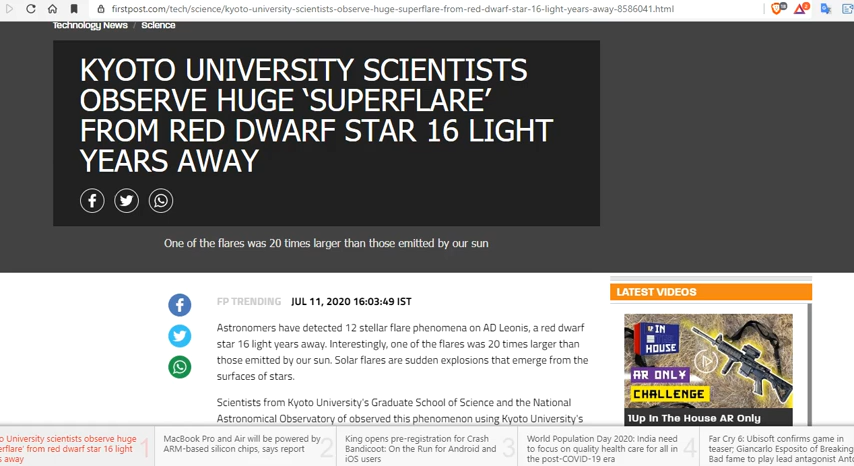 firstpost.com/tech/science/kyoto-university-scientists-observe-huge-superflare-from-red-dwarf-star-16-light-years-away-8586041.html
Technology News / Science
KYOTO UNIVERSITY SCIENTISTS
OBSERVE HUGE ‘SUPERFLARE’
FROM RED DWARF STAR 16 LIGHT
YEARS AWAY
One of the flares was 20 times larger than those emitted by our sun
FP TRENDING JUL 11, 2020 16:03:49 IST
Astronomers have detected 12 stellar flare phenomena on AD Leonis, a red dwarf
star 16 light years away. Interestingly, one of the flares was 20 times larger than
those emitted by our sun. Solar flares are sudden explosions that emerge from the
surfaces of stars.
Scientists from Kyoto University’s Graduate School of Science and the National
Astronomical Observatory of observed this phenomenon using Kyoto University’s
LATEST VIDEOS
IN
HOUSE
AR ONLY
CHALLENGE
1Up In The House AR Only
o University scientists observe huge
erflare’ from red dwarf star 16 light
s away
1
MacBook Pro and Air will be powered by
ARM-based silicon chips, says report
2
King opens pre-registration for Crash
Bandicoot: On the Run for Android and
iOS users
3
World Population Day 2020: India need
to focus on quality health care for all in
the post-COVID-19 era
4
Far Cry 6: Ubisoft confirms game in
teaser; Giancarlo Esposito of Breaking
Bad fame to play lead antagonist Anto